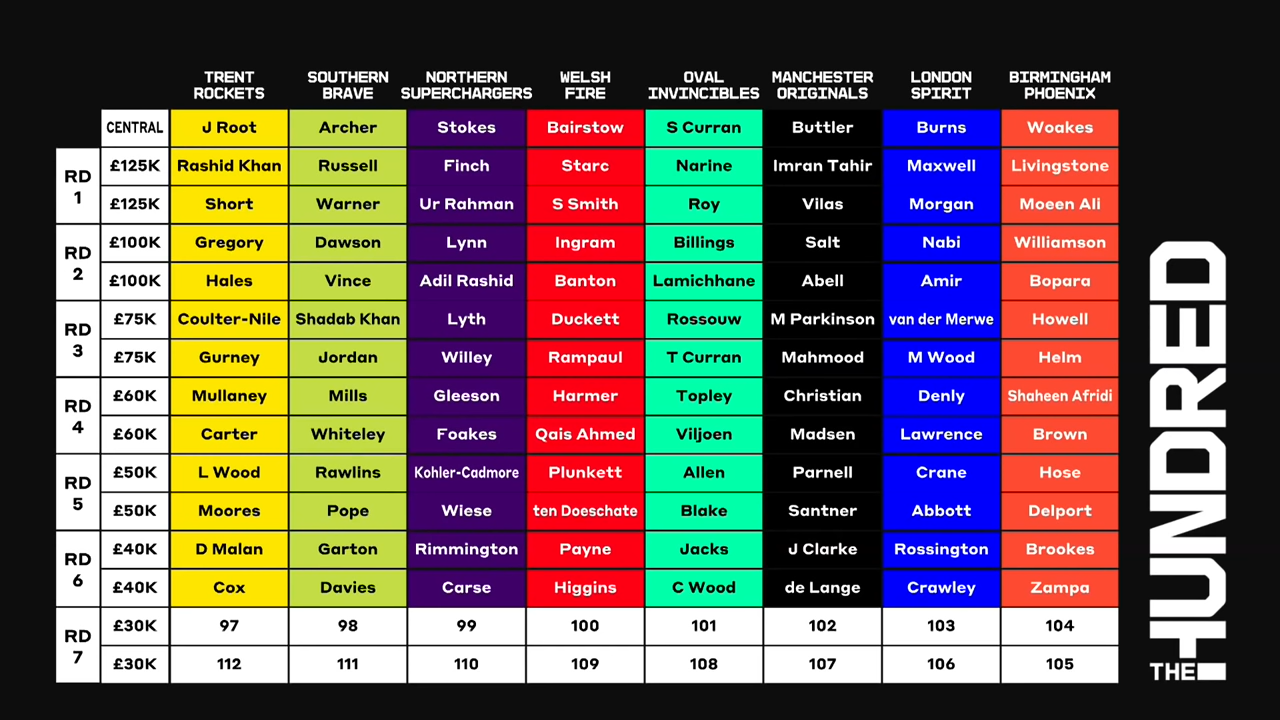 TRENT ROCKETS SOUTHERN BRAVE NORTHERN SUPERCHARGERS WELSH FIRE OVAL INVINCIBLES MANCHESTER ORIGINALS LONDON SPIRIT BIRMINGHAM PHOENIX
CENTRAL J Root Archer Stokes Bairstow S Curran Buttler Burns Woakes
RD 1
£125K Rashid Khan Russell Finch Starc Narine Imran Tahir Maxwell Livingstone
£125K Short Warner Ur Rahman S Smith Roy Vilas Morgan Moeen Ali
RD 2
£100K Gregory Dawson Lynn Ingram Billings Salt Nabi Williamson
£100K Hales Vince Adil Rashid Banton Lamichhane Abell Amir Bopara
RD 3
£75K Coulter-Nile Shadab Khan Lyth Duckett Rossouw M Parkinson van der Merwe Howell
£75K Gurney Jordan Willey Rampaul T Curran Mahmood M Wood Helm
RD 4
£60K Mullaney Mills Gleeson Harmer Topley Christian Denly Shaheen Afridi
£60K Carter Whiteley Foakes Qais Ahmed Viljoen Madsen Lawrence Brown
RD 5
£50K L Wood Rawlins Kohler-Cadmore Plunkett Allen Parnell Crane Hose
£50K Moores Pope Wiese ten Doeschate Blake Santner Abbott Delport
RD 6
£40K D Malan Garton Rimmington Payne Jacks J Clarke Rossington Brookes
£40K Cox Davies Carse Higgins C Wood de Lange Crawley Zampa
RD 7
£30K 97 98 99 100 101 102 103 104
£30K 112 111 110 109 108 107 106 105
THE HUNDRED